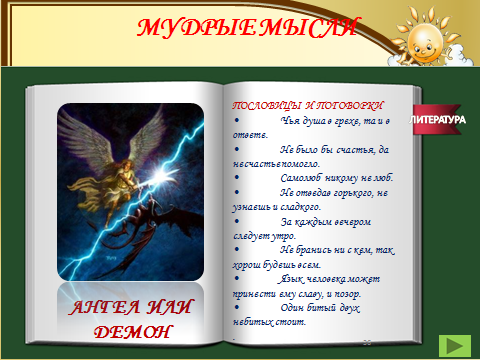 МУДРЫЕ МЫСЛИ
ПОСЛОВИЦЫ И ПОГОВОРКИ
• Чья душа в грехе, та и в
ответе.
• Не было бы счастья, да
несчастье помогло.
• Самолюб никому не люб.
• Не отведав горького, не
узнаешь и сладкого.
• За каждым вечером
следует утро.
• Не бранись ни с кем, так
хорош будешь всем.
• Язык человека может
принести ему славу, и позор.
• Один битый двух
небитых стоит.
.
ЛИТЕРАТУРА
АНГЕЛ ИЛИ
ДЕМОН